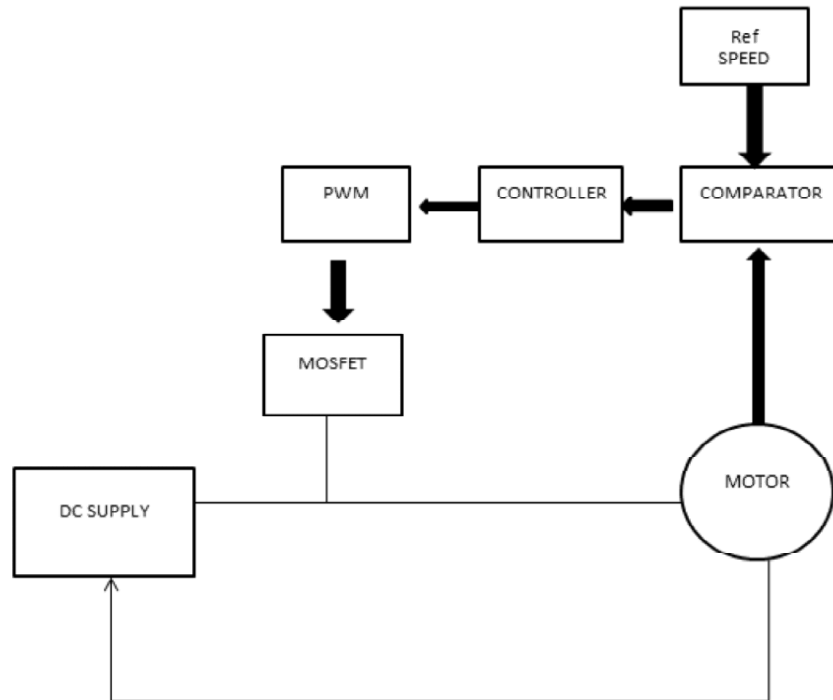 Ref
SPEED
PWM
CONTROLLER
COMPARATOR
MOSFET
DC SUPPLY
MOTOR